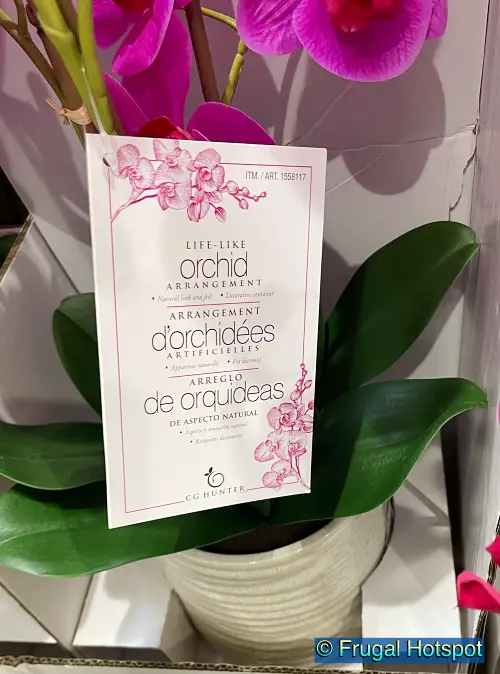 ITM. / ART. 1558117
LIFE-LIKE
orchid
ARRANGEMENT
• Natural look and feel • Decorative container
ARRANGEMENT
d'orchidées
ARTIFICIELLES
• Apparence naturelle • Pot décoratif
ARREGLO
de orquideas
DE ASPECTO NATURAL
• Aspecto y sensación natural
• Recipiente decorativo
CG HUNTER
© Frugal Hotspot